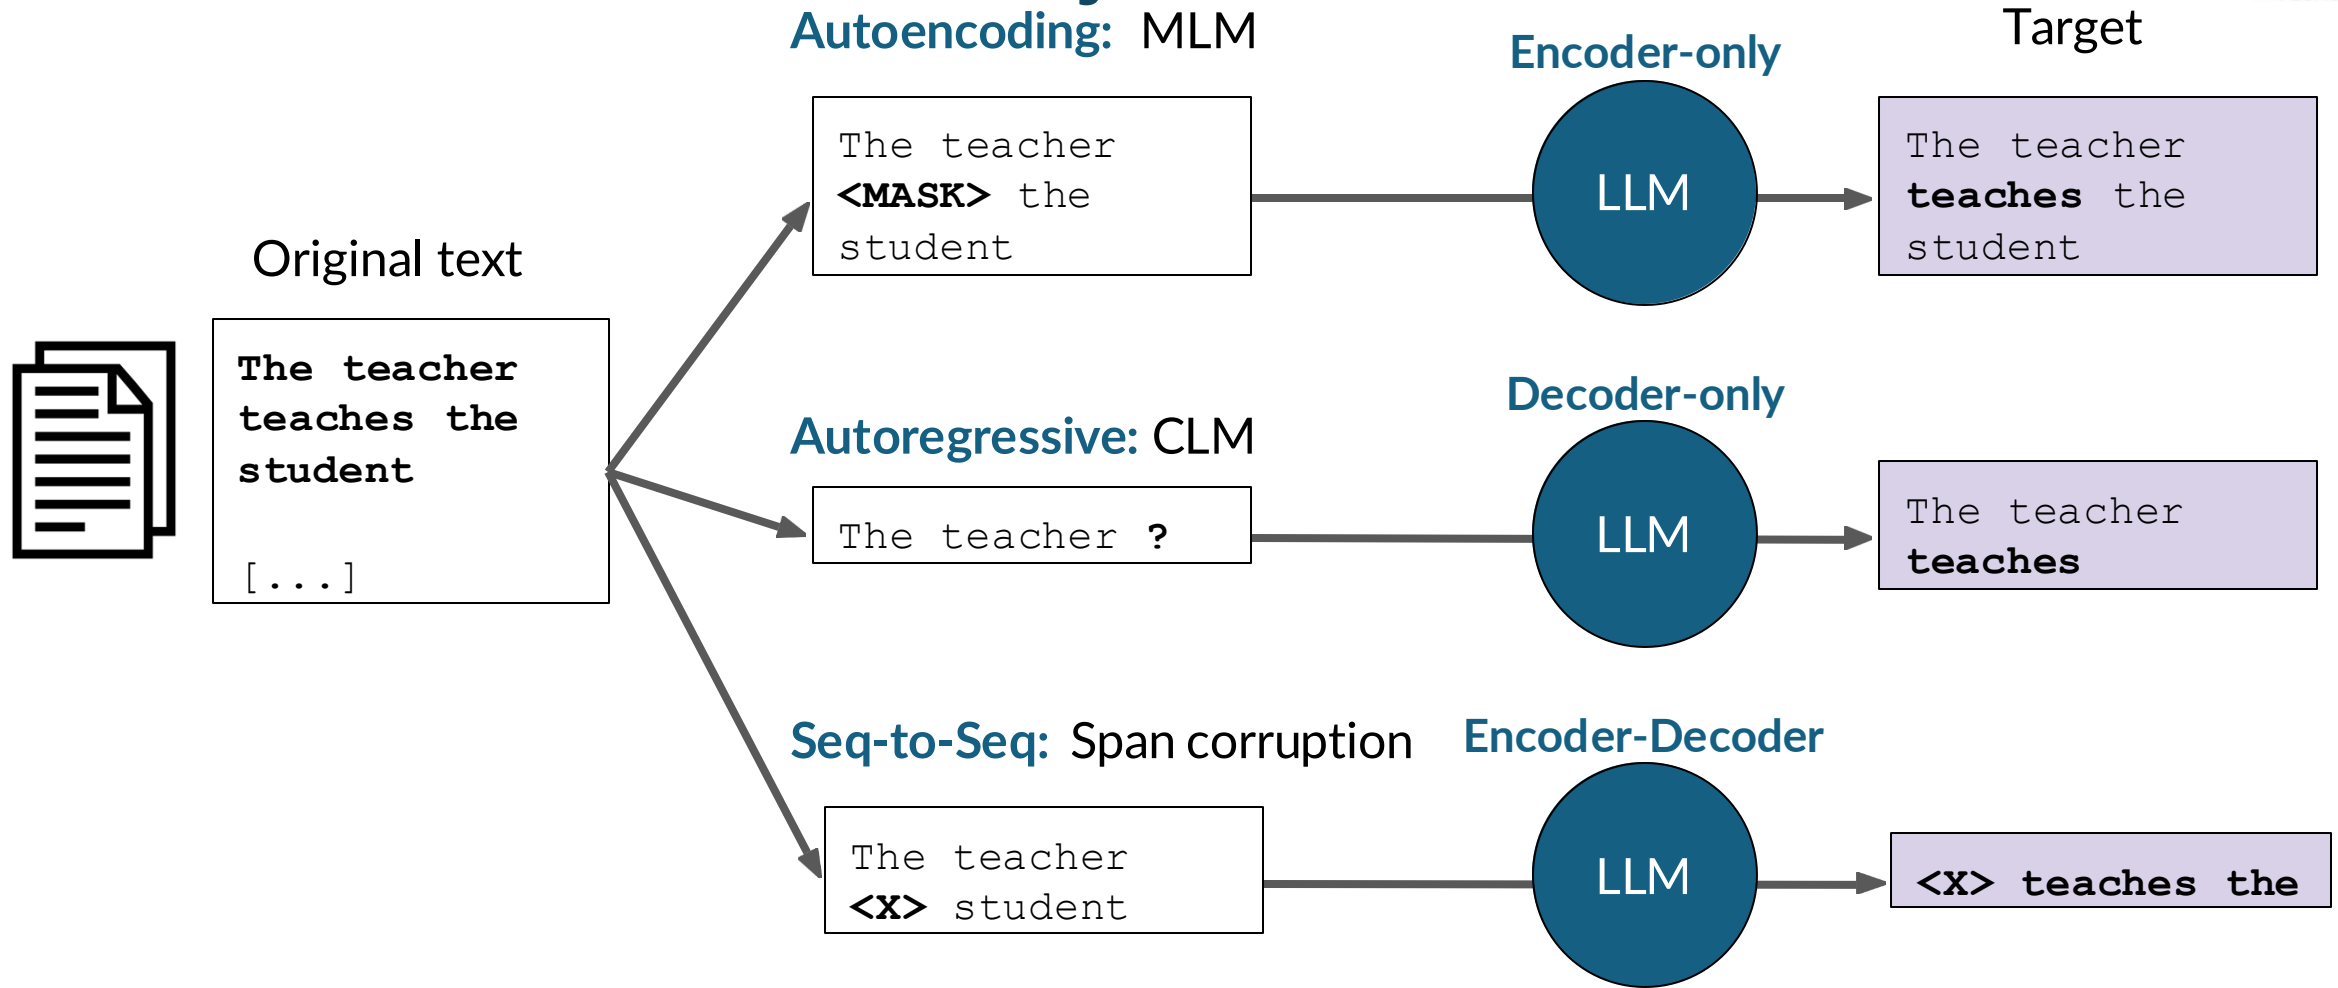 Autoencoding: MLM
Encoder-only
Target
The teacher
<MASK> the
student
LLM
The teacher
teaches the
student
Original text
The teacher
teaches the
student
[...]
Autoregressive: CLM
Decoder-only
The teacher ?
LLM
The teacher
teaches
Seq-to-Seq: Span corruption
Encoder-Decoder
The teacher
<X> student
LLM
<X> teaches the